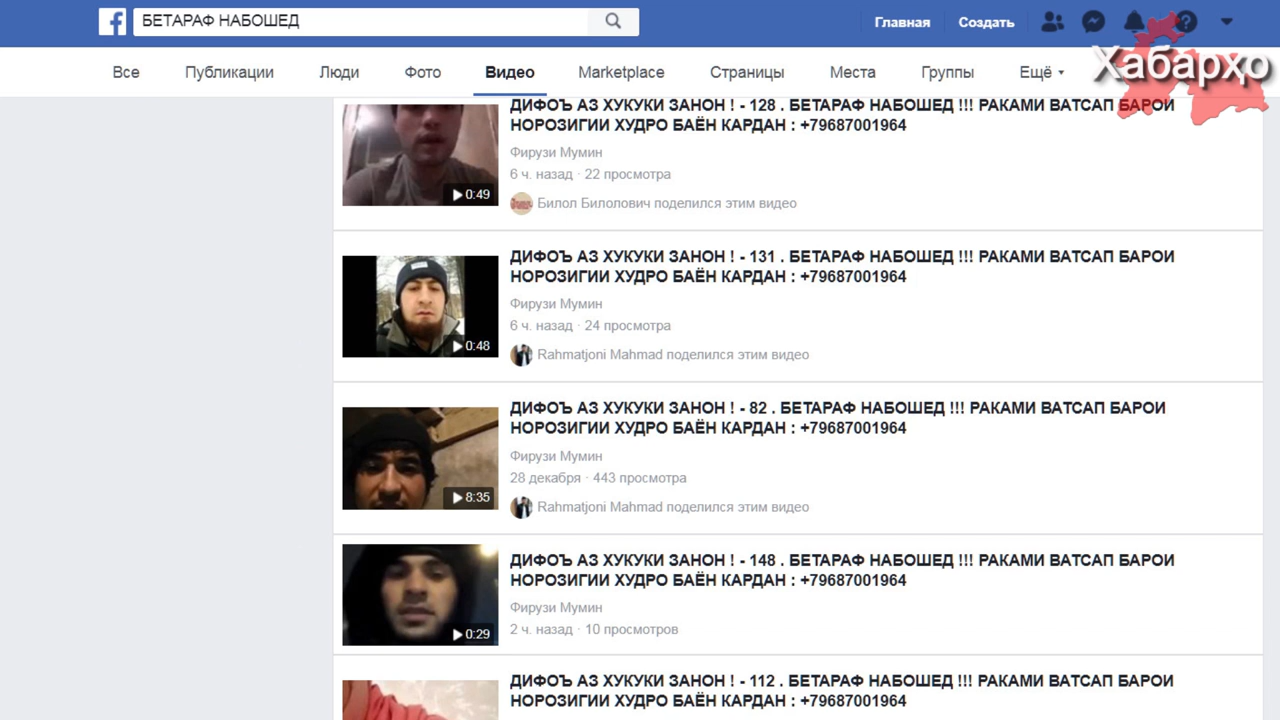 БЕТАРАФ НАБОШЕД
Главная Создать
Все Публикации Люди Фото Видео Marketplace Страницы Места Группы Ещё
Хабарҳо
ДИФОЪ АЗ ХУКУКИ ЗАНОН ! - 128 . БЕТАРАФ НАБОШЕД !!! РАКАМИ ВАТСАП БАРОИ
НОРОЗИГИИ ХУДРО БАЁН КАРДАН : +79687001964
Фирузи Мумин
6 ч. назад · 22 просмотра
0:49
Билол Билолович поделился этим видео
ДИФОЪ АЗ ХУКУКИ ЗАНОН ! - 131 . БЕТАРАФ НАБОШЕД !!! РАКАМИ ВАТСАП БАРОИ
НОРОЗИГИИ ХУДРО БАЁН КАРДАН : +79687001964
Фирузи Мумин
6 ч. назад · 24 просмотра
0:48
Rahmatjoni Mahmad поделился этим видео
ДИФОЪ АЗ ХУКУКИ ЗАНОН ! - 82 . БЕТАРАФ НАБОШЕД !!! РАКАМИ ВАТСАП БАРОИ
НОРОЗИГИИ ХУДРО БАЁН КАРДАН : +79687001964
Фирузи Мумин
28 декабря · 443 просмотра
8:35
Rahmatjoni Mahmad поделился этим видео
ДИФОЪ АЗ ХУКУКИ ЗАНОН ! - 148 . БЕТАРАФ НАБОШЕД !!! РАКАМИ ВАТСАП БАРОИ
НОРОЗИГИИ ХУДРО БАЁН КАРДАН : +79687001964
Фирузи Мумин
2 ч. назад · 10 просмотров
0:29
ДИФОЪ АЗ ХУКУКИ ЗАНОН ! - 112 . БЕТАРАФ НАБОШЕД !!! РАКАМИ ВАТСАП БАРОИ
НОРОЗИГИИ ХУДРО БАЁН КАРДАН : +79687001964